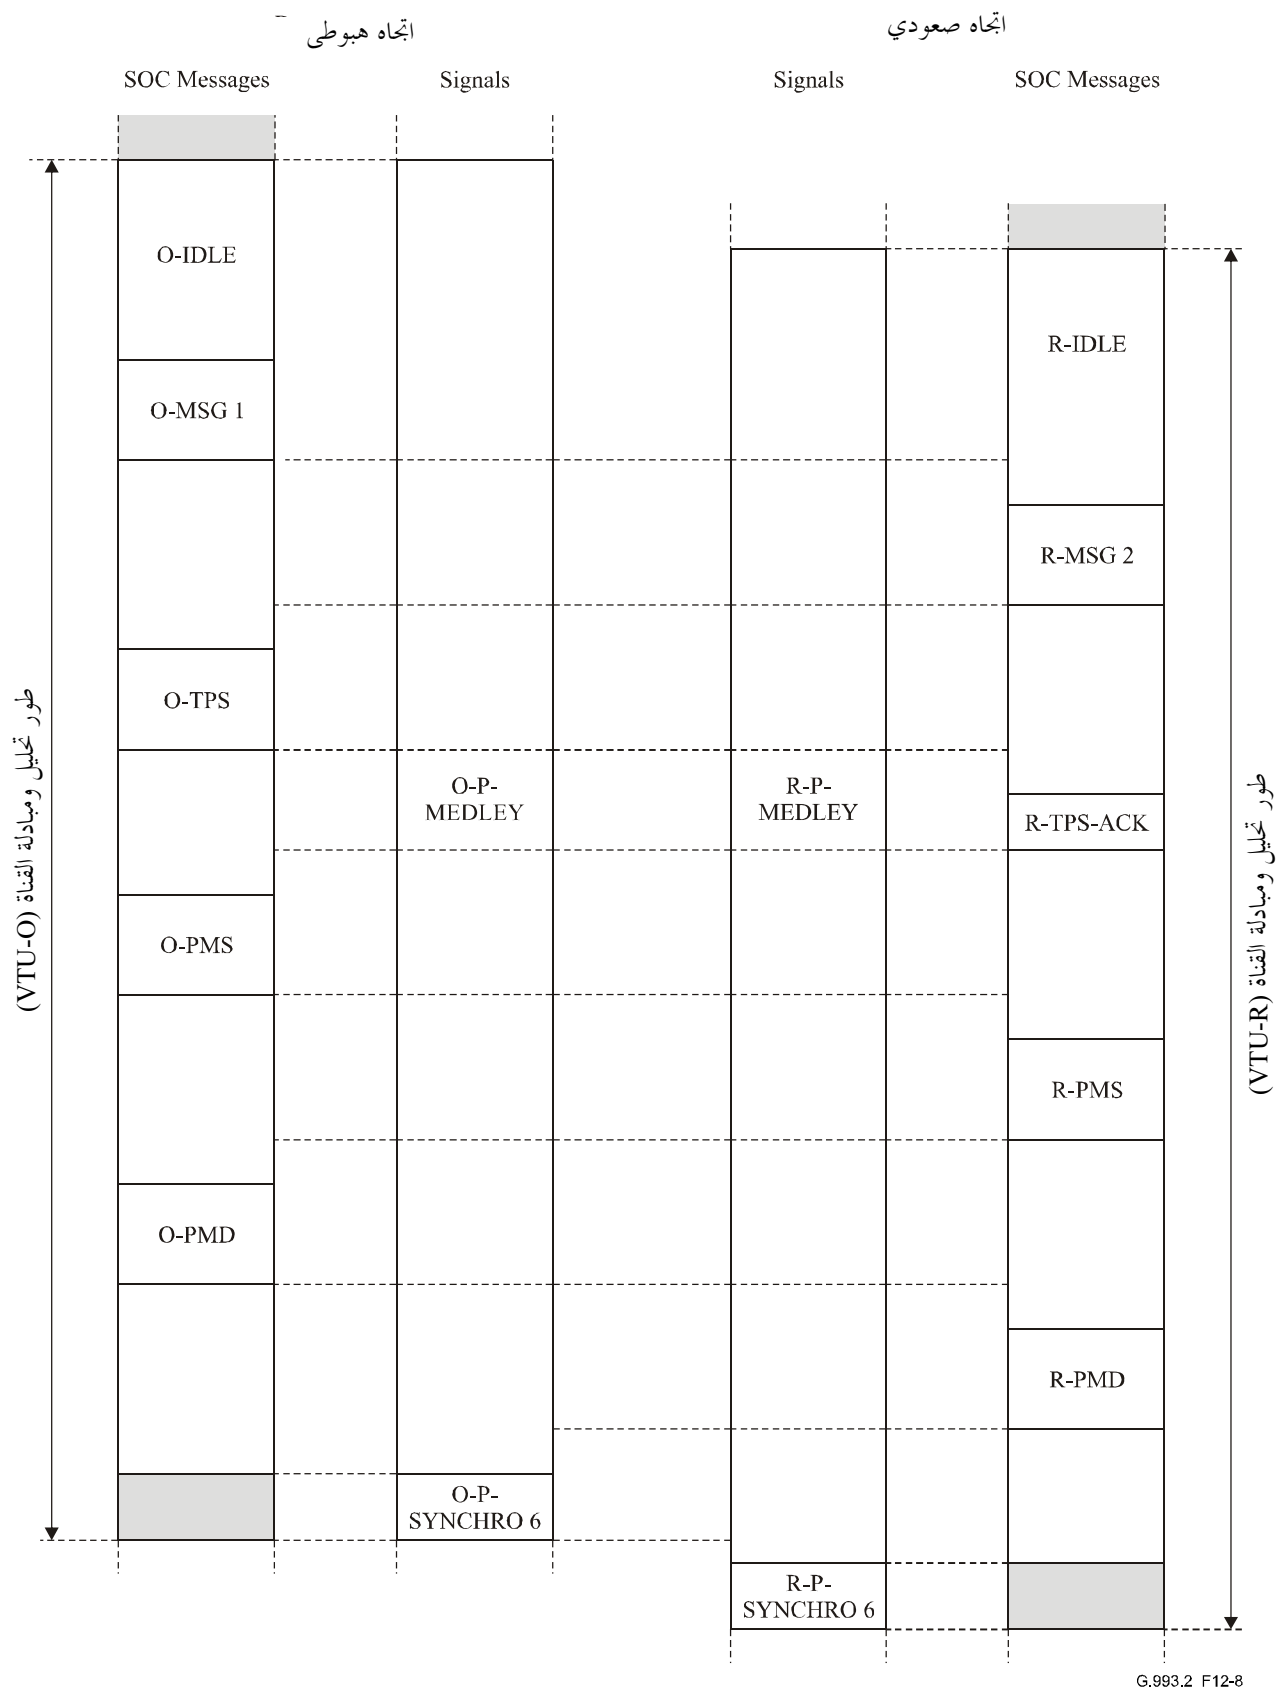 اتجاه هبوطى
اتجاه صعودي
SOC Messages
Signals
Signals
SOC Messages
O-IDLE
R-IDLE
O-MSG 1
R-MSG 2
O-TPS
O-P-
MEDLEY
R-P-
MEDLEY
R-TPS-ACK
O-PMS
R-PMS
O-PMD
R-PMD
O-P-
SYNCHRO 6
R-P-
SYNCHRO 6
طور تحليل ومبادلة القناة (VTU-O)
طور تحليل ومبادلة القناة (VTU-R)
G.993.2 F12-8